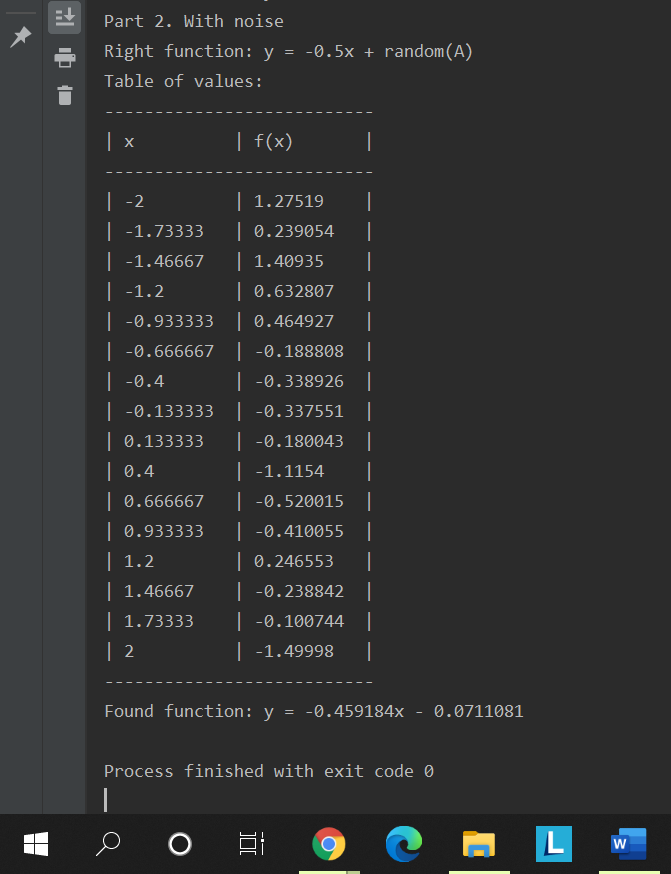 Part 2. With noise
Right function: y = -0.5x + random(A)
Table of values:
---------------------------
| x | f(x) |
---------------------------
| -2 | 1.27519 |
| -1.73333 | 0.239054 |
| -1.46667 | 1.40935 |
| -1.2 | 0.632807 |
| -0.933333 | 0.464927 |
| -0.666667 | -0.188808 |
| -0.4 | -0.338926 |
| -0.133333 | -0.337551 |
| 0.133333 | -0.180043 |
| 0.4 | -1.1154 |
| 0.666667 | -0.520015 |
| 0.933333 | -0.410055 |
| 1.2 | 0.246553 |
| 1.46667 | -0.238842 |
| 1.73333 | -0.100744 |
| 2 | -1.49998 |
---------------------------
Found function: y = -0.459184x - 0.0711081
Process finished with exit code 0
L W